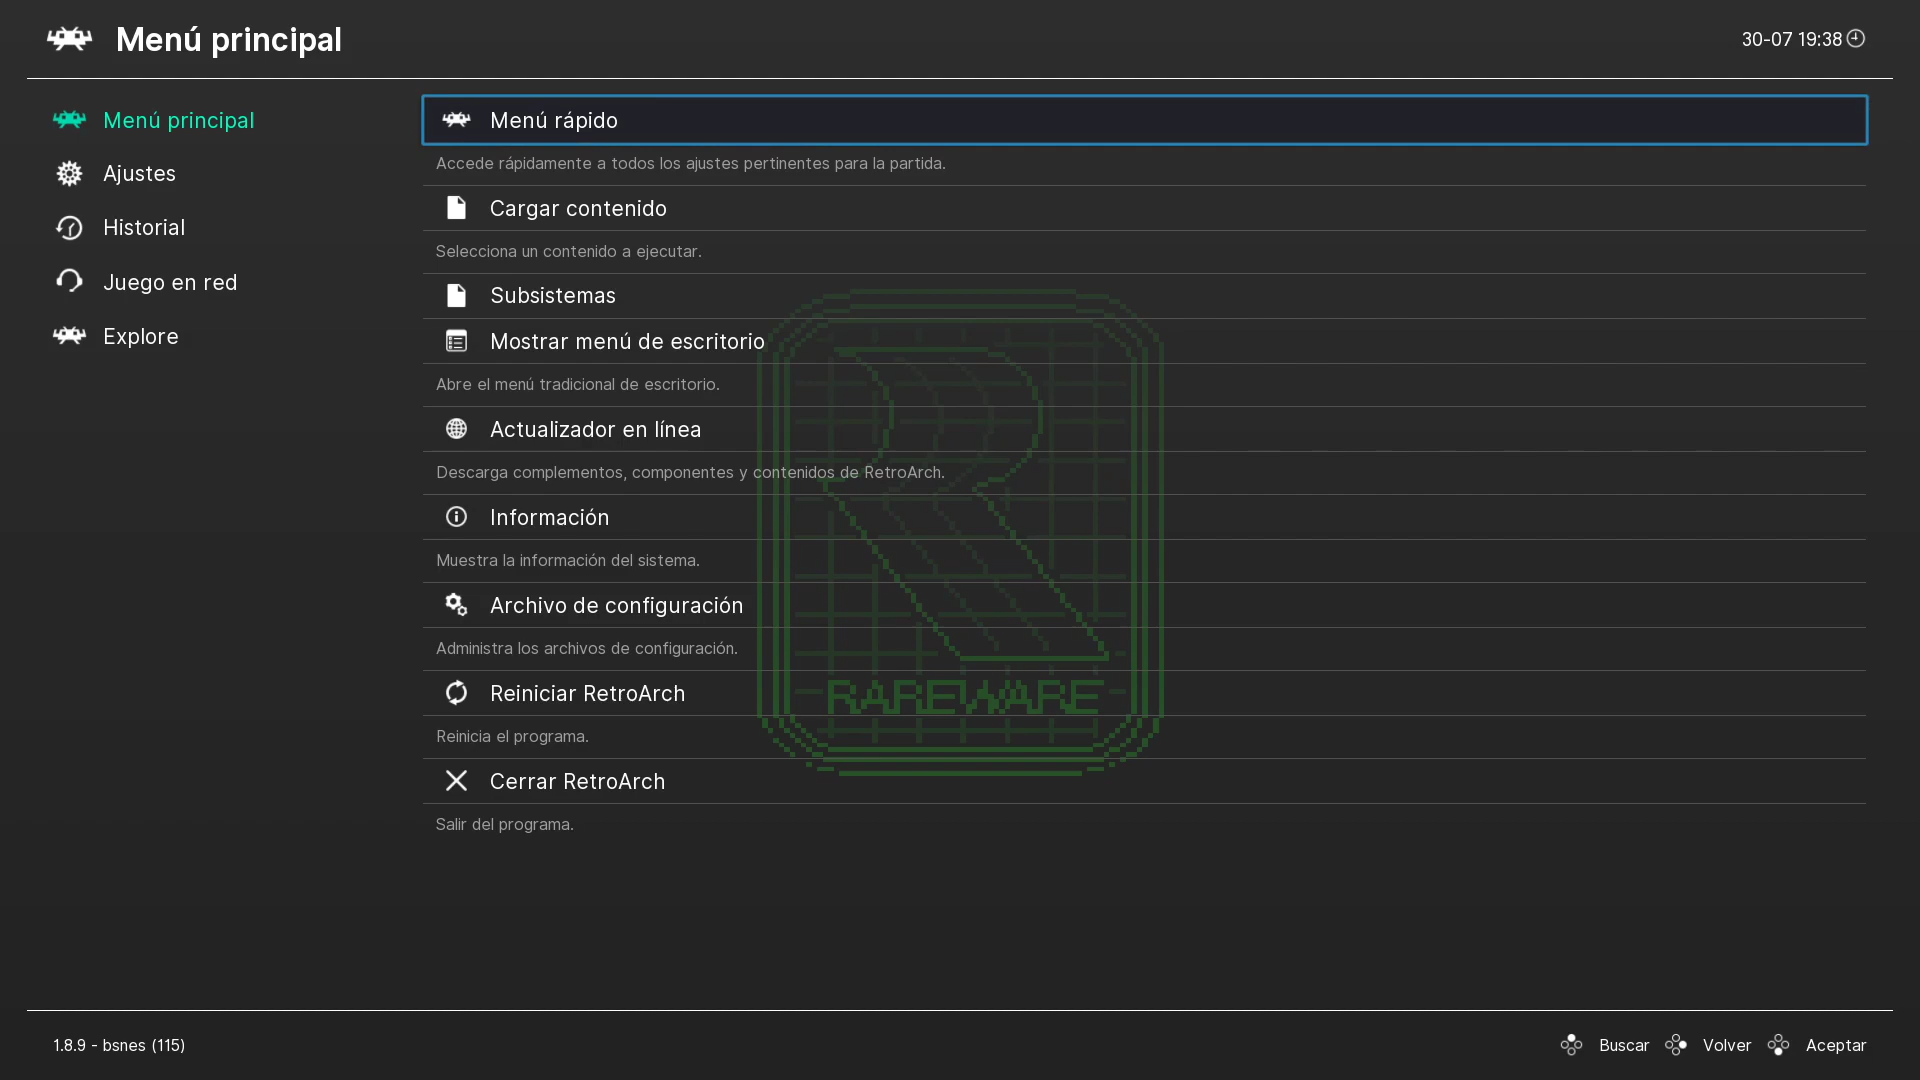 Menú principal
30-07 19:38
Menú principal
Ajustes
Historial
Juego en red
Explore
Menú rápido
Accede rápidamente a todos los ajustes pertinentes para la partida.
Cargar contenido
Selecciona un contenido a ejecutar.
Subsistemas
Mostrar menú de escritorio
Abre el menú tradicional de escritorio.
Actualizador en línea
Descarga complementos, componentes y contenidos de RetroArch.
Información
Muestra la información del sistema.
Archivo de configuración
Administra los archivos de configuración.
RAREWARE
Reiniciar RetroArch
Reinicia el programa.
Cerrar RetroArch
Salir del programa.
1.8.9 - bsnes (115)
Buscar Volver Aceptar